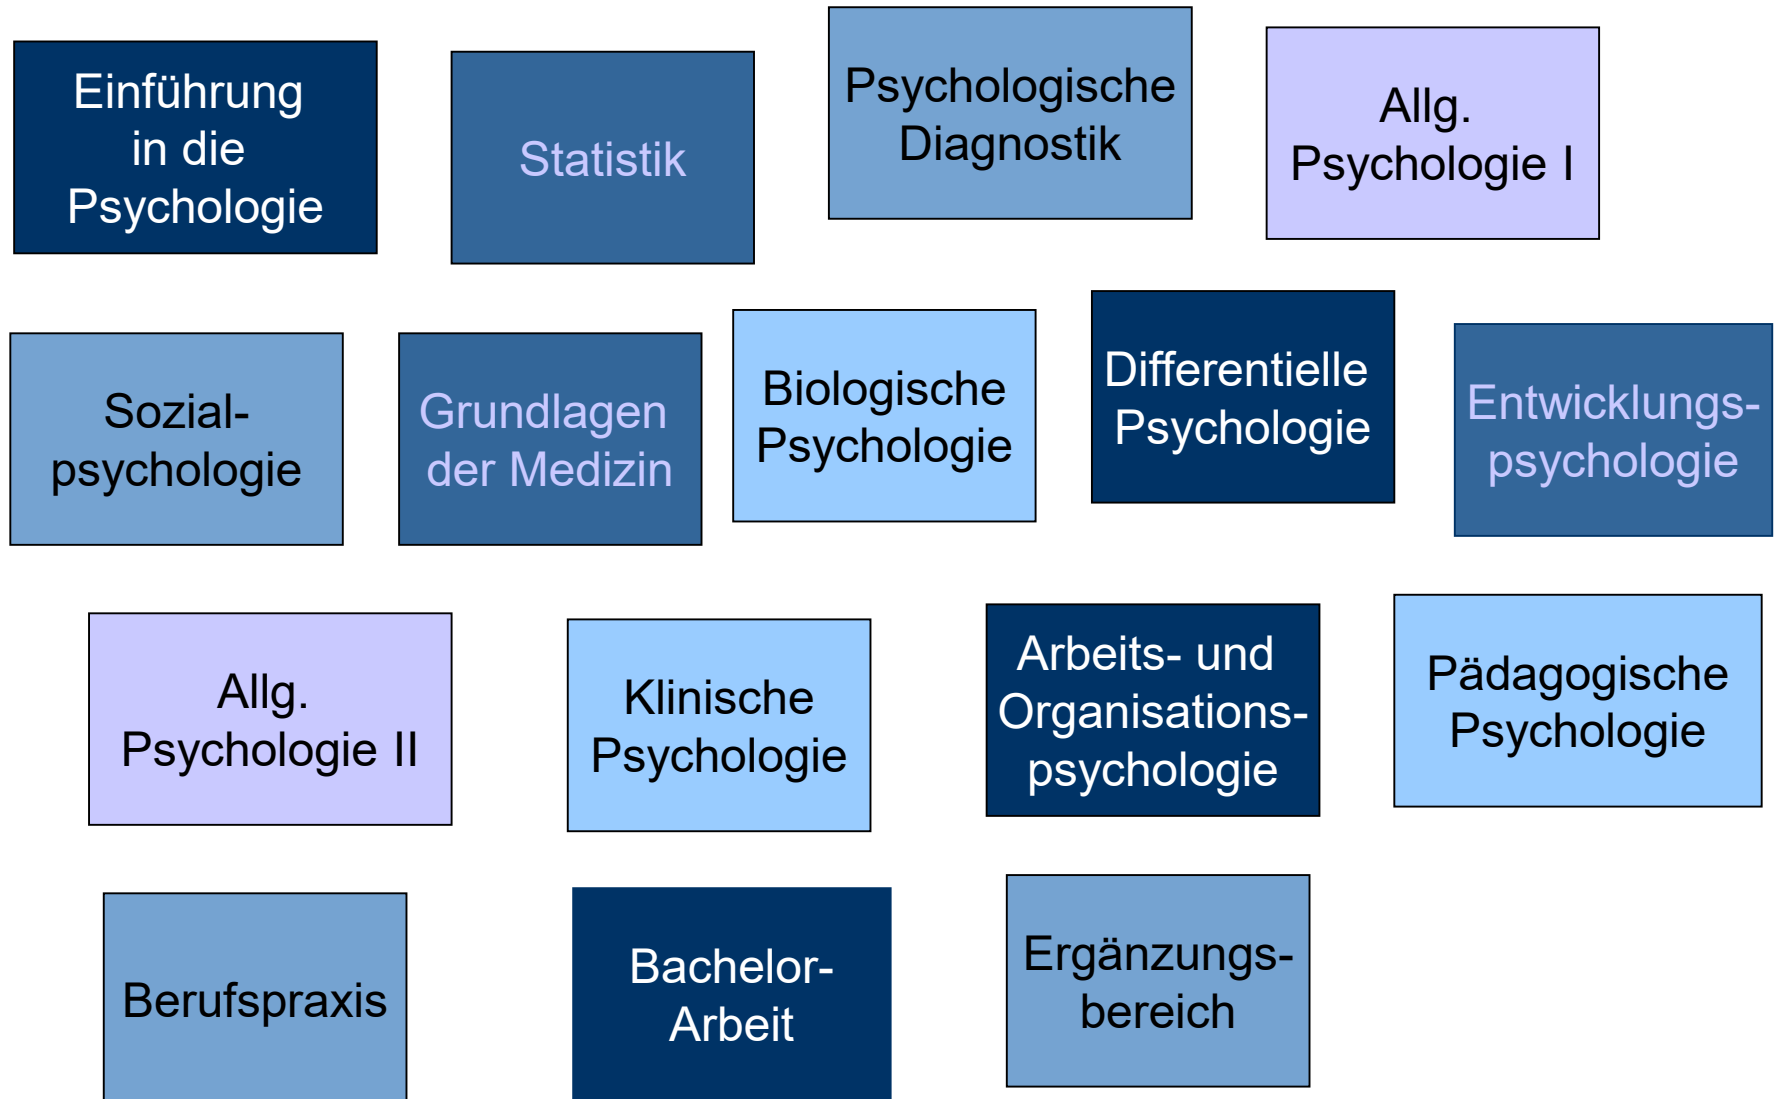 Einführung
in die
Psychologie
Statistik
Psychologische
Diagnostik
Allg.
Psychologie I
Sozial-
psychologie
Grundlagen
der Medizin
Biologische
Psychologie
Differentielle
Psychologie
Entwicklungs-
psychologie
Allg.
Psychologie II
Klinische
Psychologie
Arbeits- und
Organisations-
psychologie
Pädagogische
Psychologie
Berufspraxis
Bachelor-
Arbeit
Ergänzungs-
bereich